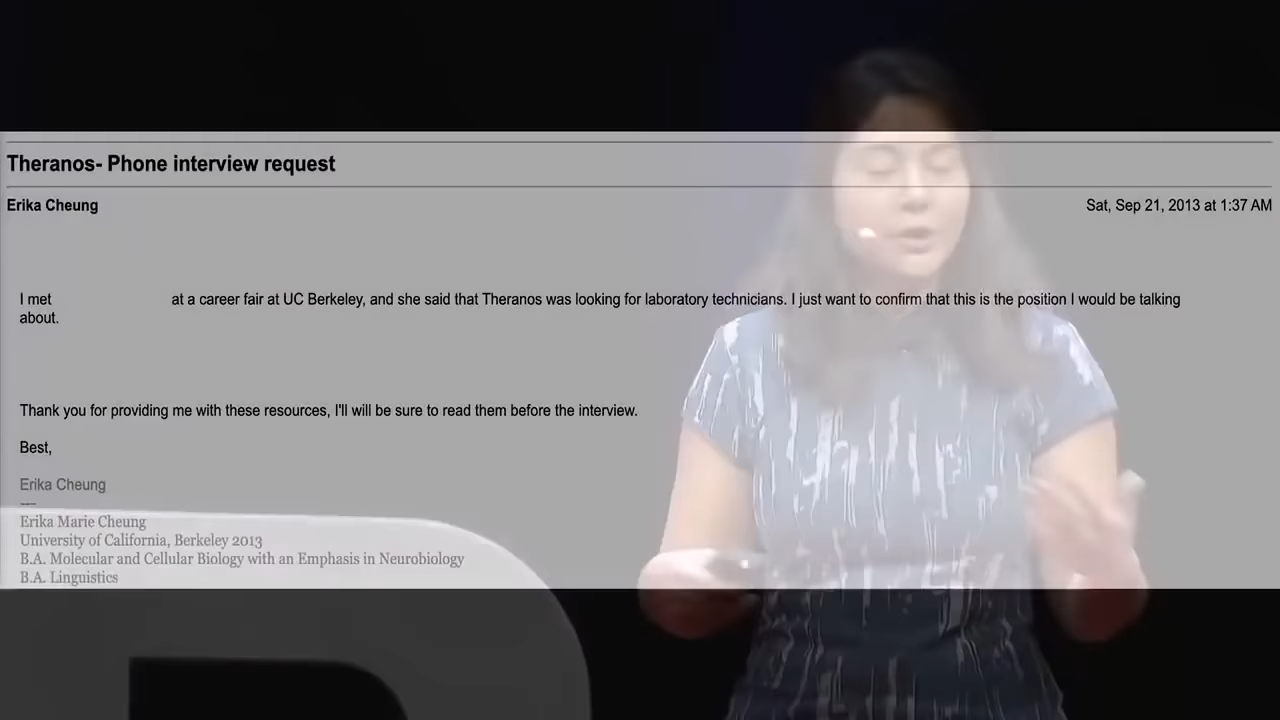 Theranos- Phone interview request
Erika Cheung
Sat, Sep 21, 2013 at 1:37 AM
I met at a career fair at UC Berkeley, and she said that Theranos was looking for laboratory technicians. I just want to confirm that this is the position I would be talking
about.
Thank you for providing me with these resources, I'll will be sure to read them before the interview.
Best,
Erika Cheung
—
Erika Marie Cheung
University of California, Berkeley 2013
B.A. Molecular and Cellular Biology with an Emphasis in Neurobiology
B.A. Linguistics